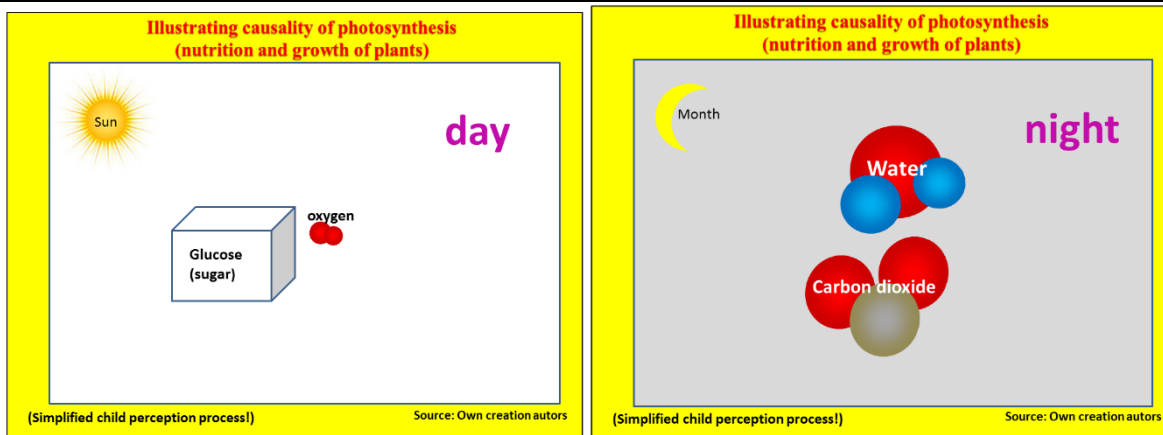 Illustrating causality of photosynthesis
(nutrition and growth of plants)
Sun
day
oxygen
Glucose
(sugar)
(Simplified child perception process!)
Source: Own creation autors
Illustrating causality of photosynthesis
(nutrition and growth of plants)
Month
night
Water
Carbon dioxide
(Simplified child perception process!)
Source: Own creation autors